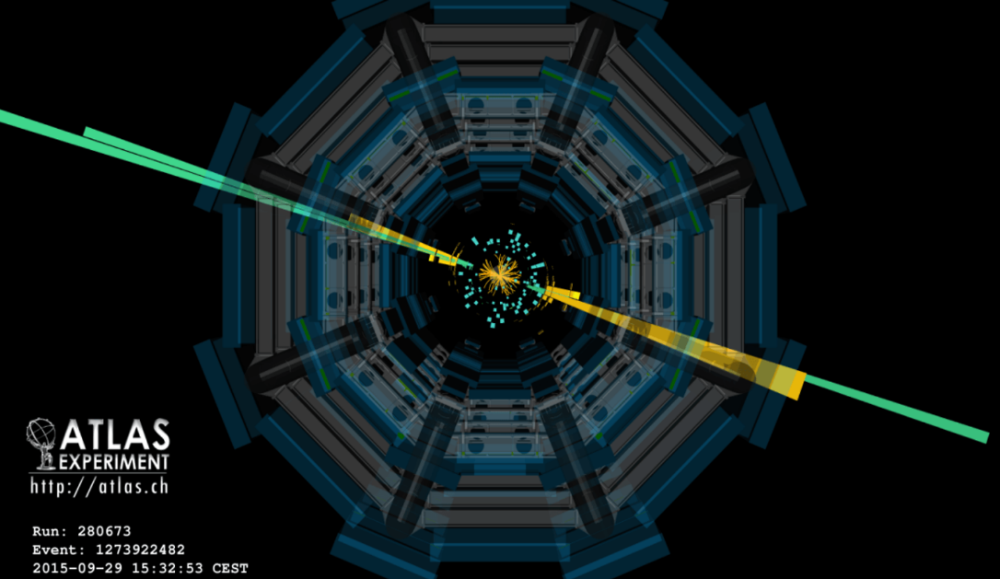 ATLAS
EXPERIMENT
http://atlas.ch
Run: 280673
Event: 1273922482
2015-09-29 15:32:53 CEST